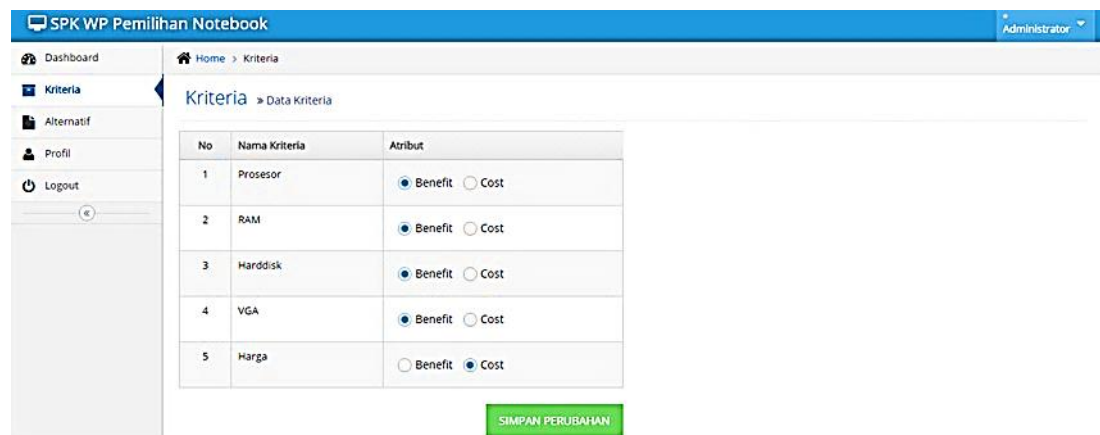 SPK WP Pemilihan Notebook
Administrator
Dashboard
Kriteria
Alternatif
Profil
Logout
Home > Kriteria
Kriteria » Data Kriteria
No Nama Kriteria Atribut
1 Prosesor Benefit Cost
2 RAM Benefit Cost
3 Harddisk Benefit Cost
4 VGA Benefit Cost
5 Harga Benefit Cost
SIMPAN PERUBAHAN